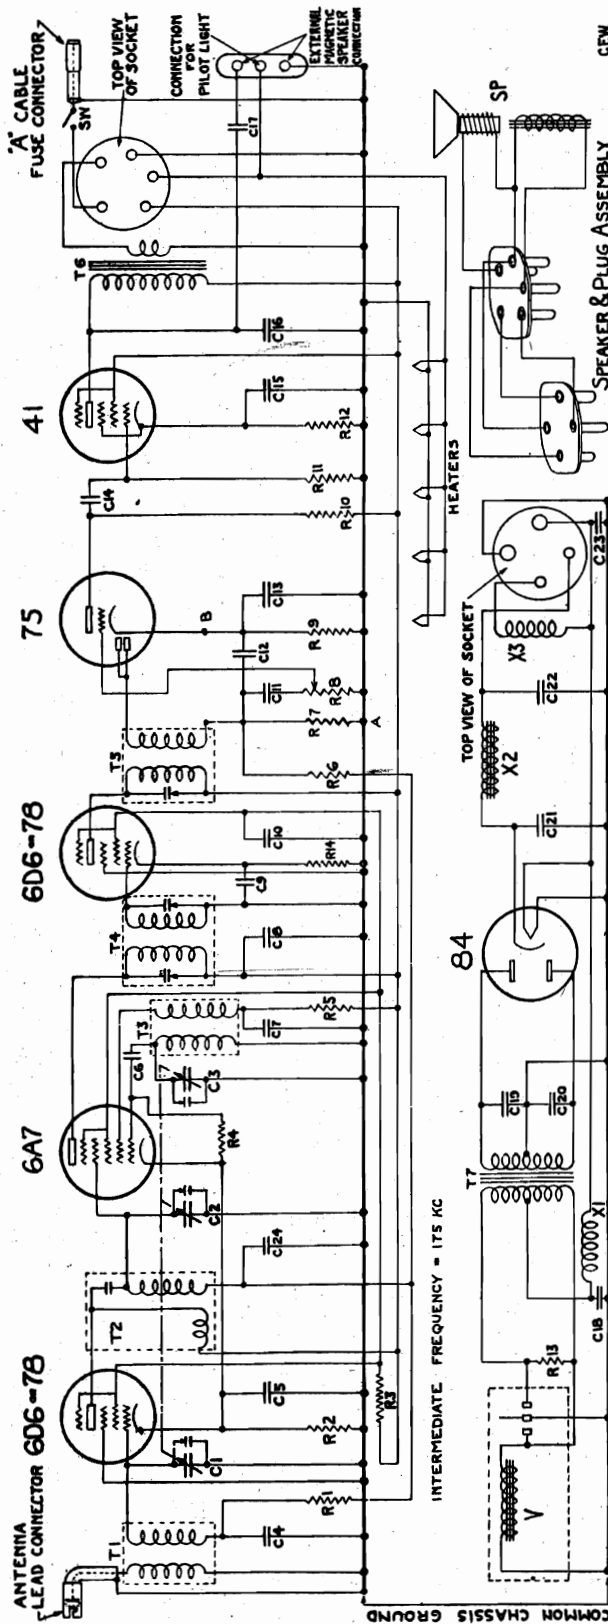 ANTENNA
LEAD CONNECTOR
6D6=78
6A7
6D6=78
75
41
"A" CABLE
FUSE CONNECTOR
SW
TOP VIEW
OF SOCKET
CONNECTION
FOR
PILOT LIGHT
EXTERNAL
MAGNETIC
SPEAKER
CONNECTION
T1
C1
C4
R1
R2
C5
T2
C2
C24
R3
R4
C6
T3
C3
C7
R5
T4
C8
C9
R14
C10
T5
R6
R7
A
C11
R8
C12
R9
B
C13
C14
R10
R11
R12
C15
C16
T6
C17
HEATERS
INTERMEDIATE FREQUENCY = 175 KC
COMMON CHASSIS
GROUND
V
R13
C18
X1
T7
C19
C20
84
C21
X2
C22
X3
TOP VIEW OF SOCKET
C23
SP
SPEAKER & PLUG ASSEMBLY
CFW